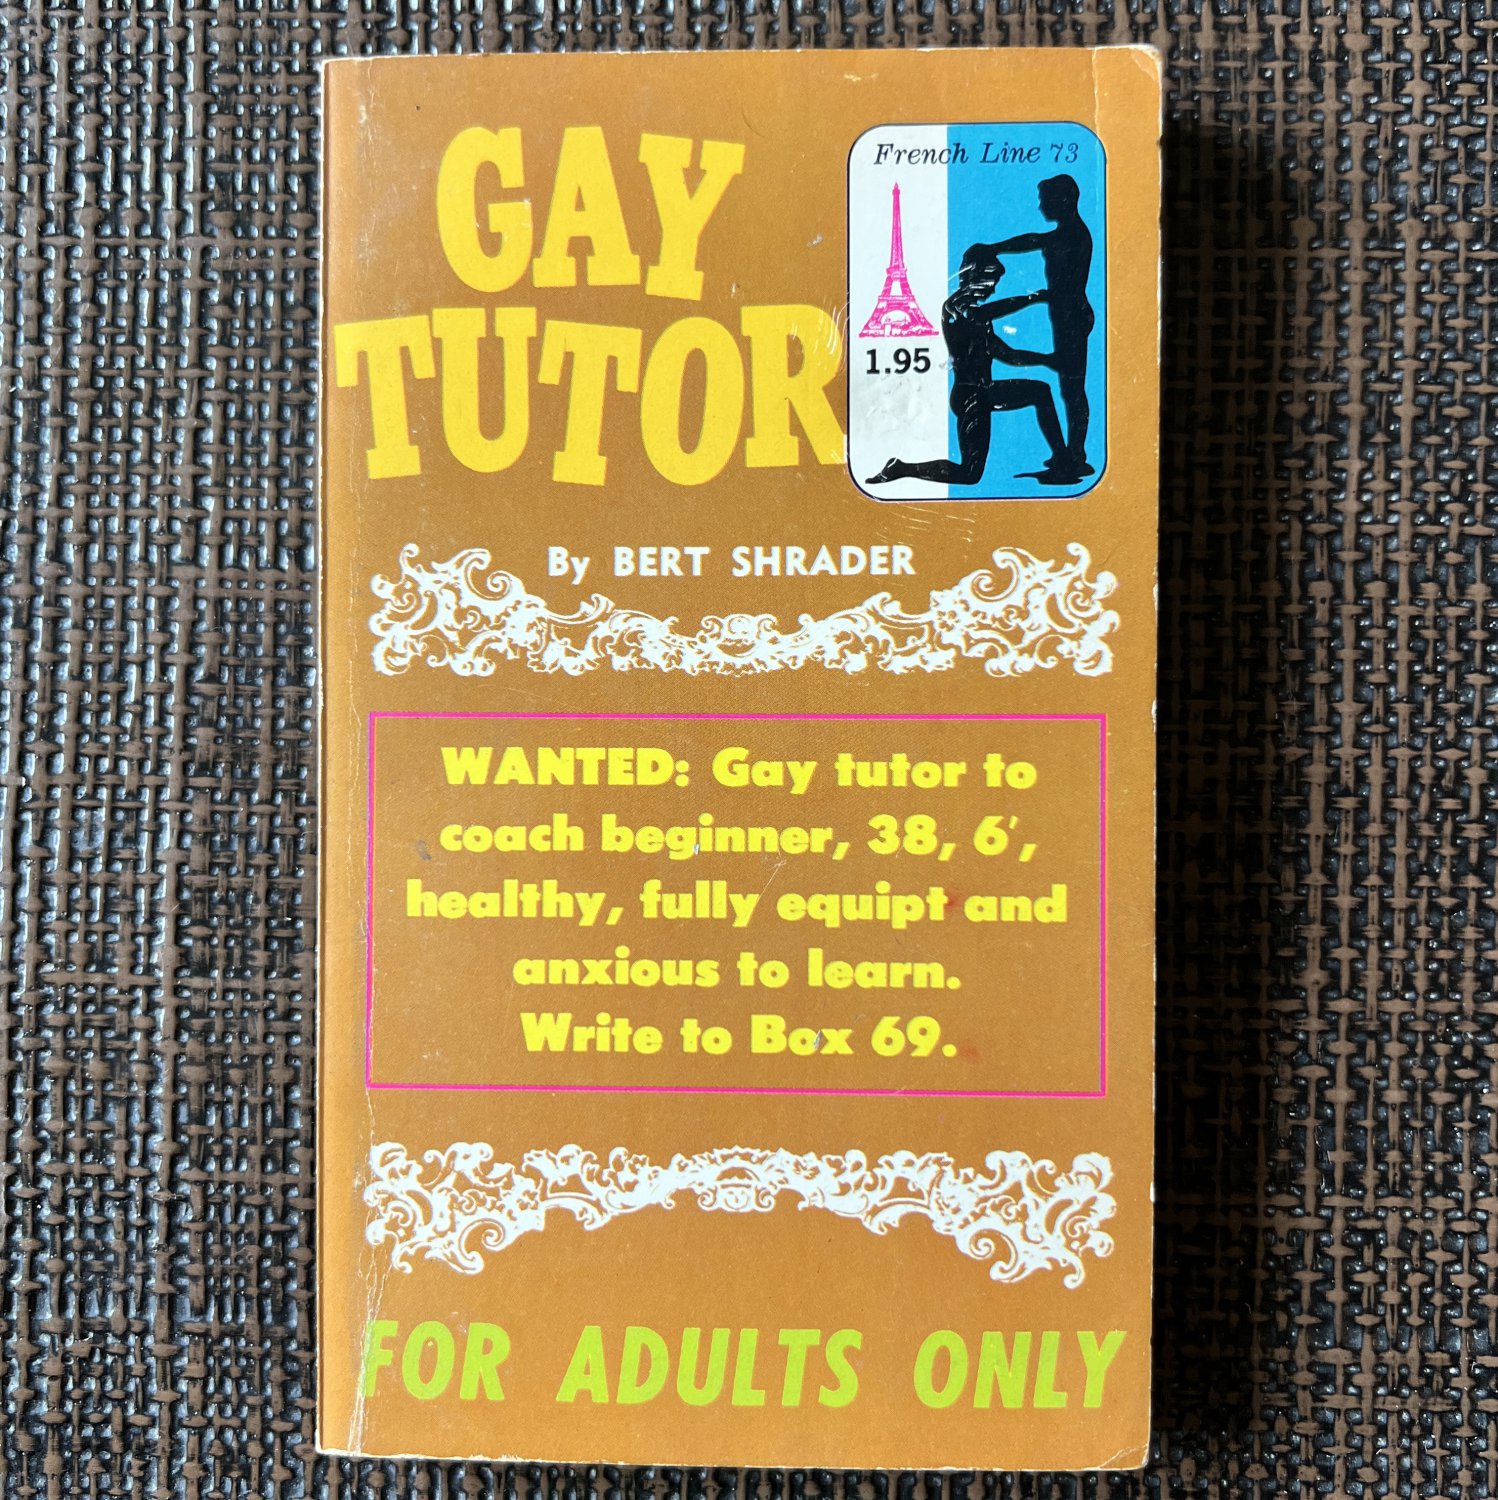 GAY
TUTOR
French Line 73
1.95
By BERT SHRADER
WANTED: Gay tutor to
coach beginner, 38, 6',
healthy, fully equipt and
anxious to learn.
Write to Box 69.
FOR ADULTS ONLY